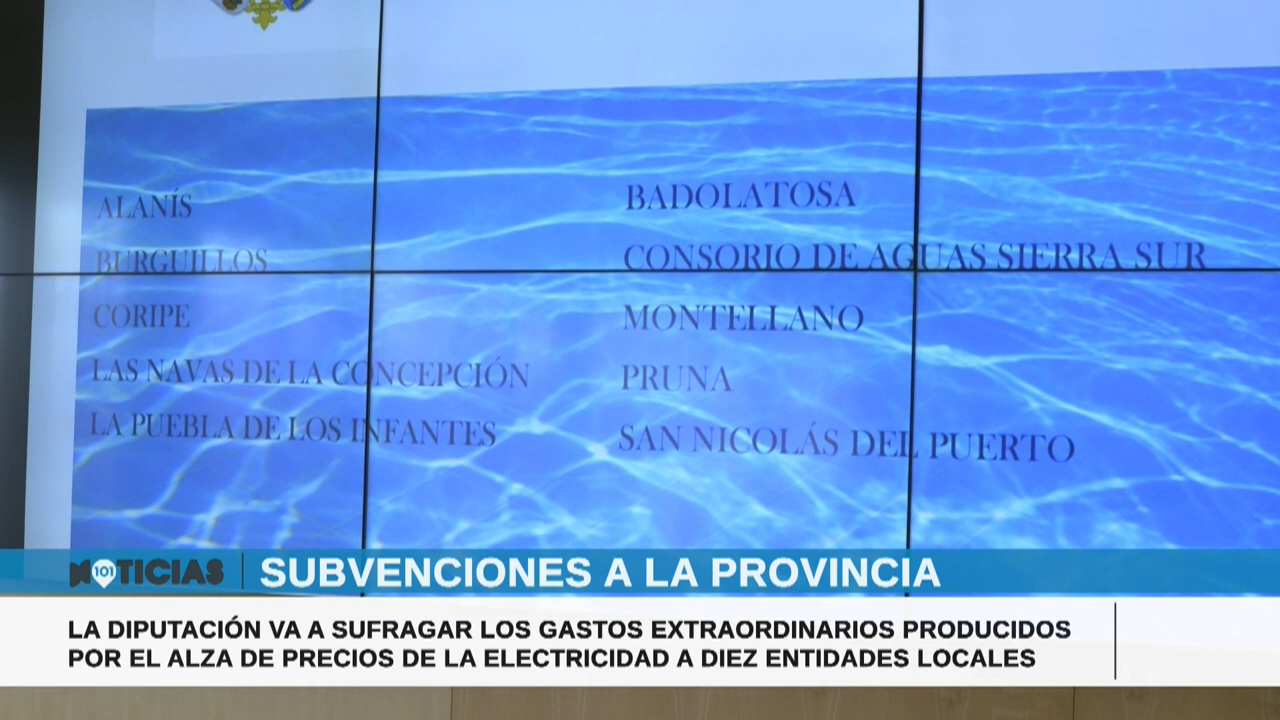 ALANÍS
BURGUILLOS
CORIPE
LAS NAVAS DE LA CONCEPCIÓN
LA PUEBLA DE LOS INFANTES
BADOLATOSA
CONSORIO DE AGUAS SIERRA SUR
MONTELLANO
PRUNA
SAN NICOLÁS DEL PUERTO
NOTICIAS 101
SUBVENCIONES A LA PROVINCIA
LA DIPUTACIÓN VA A SUFRAGAR LOS GASTOS EXTRAORDINARIOS PRODUCIDOS
POR EL ALZA DE PRECIOS DE LA ELECTRICIDAD A DIEZ ENTIDADES LOCALES